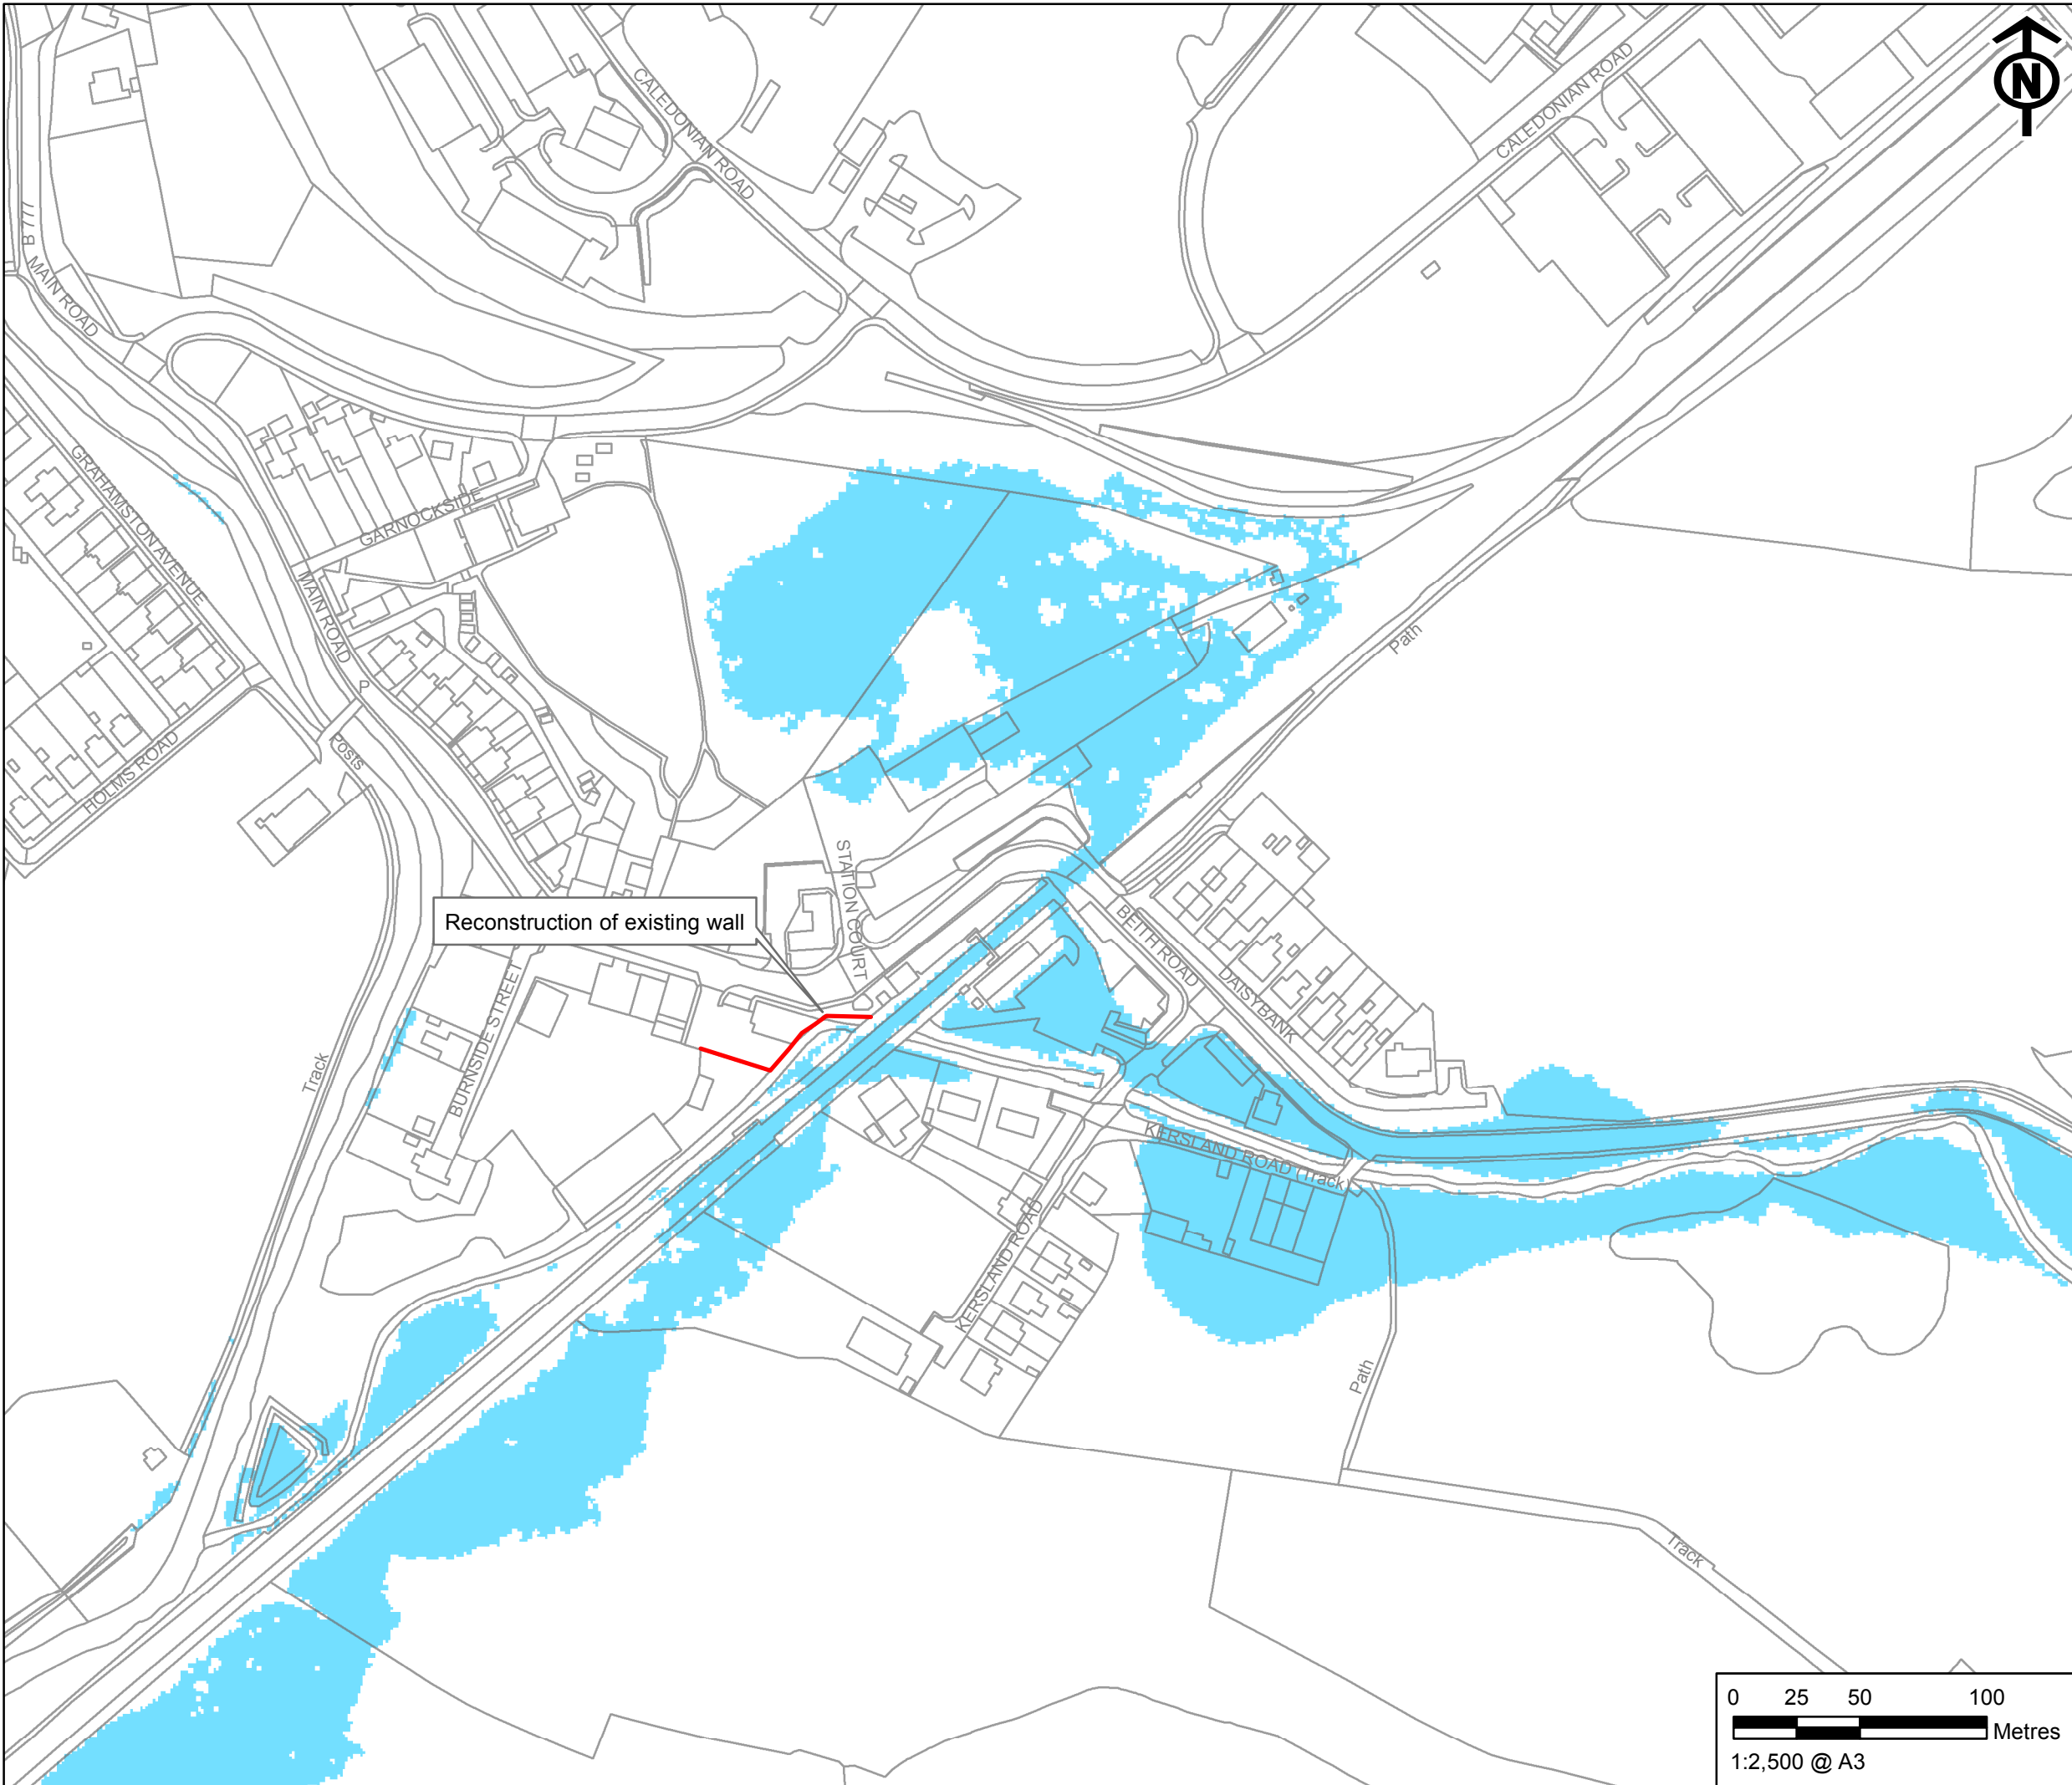 N
CALEDONIAN ROAD
CALEDONIAN ROAD
B 777
MAIN ROAD
GRAHAMSTON AVENUE
GARNOCKSIDE
MAIN ROAD
P
Path
Posts
HOLMS ROAD
STATION COURT
Reconstruction of existing wall
BEITH ROAD
DAISYBANK
BURNSIDE STREET
Track
KERSLAND ROAD (Track)
KERSLAND ROAD
Path
Track
0 25 50 100
Metres
1:2,500 @ A3